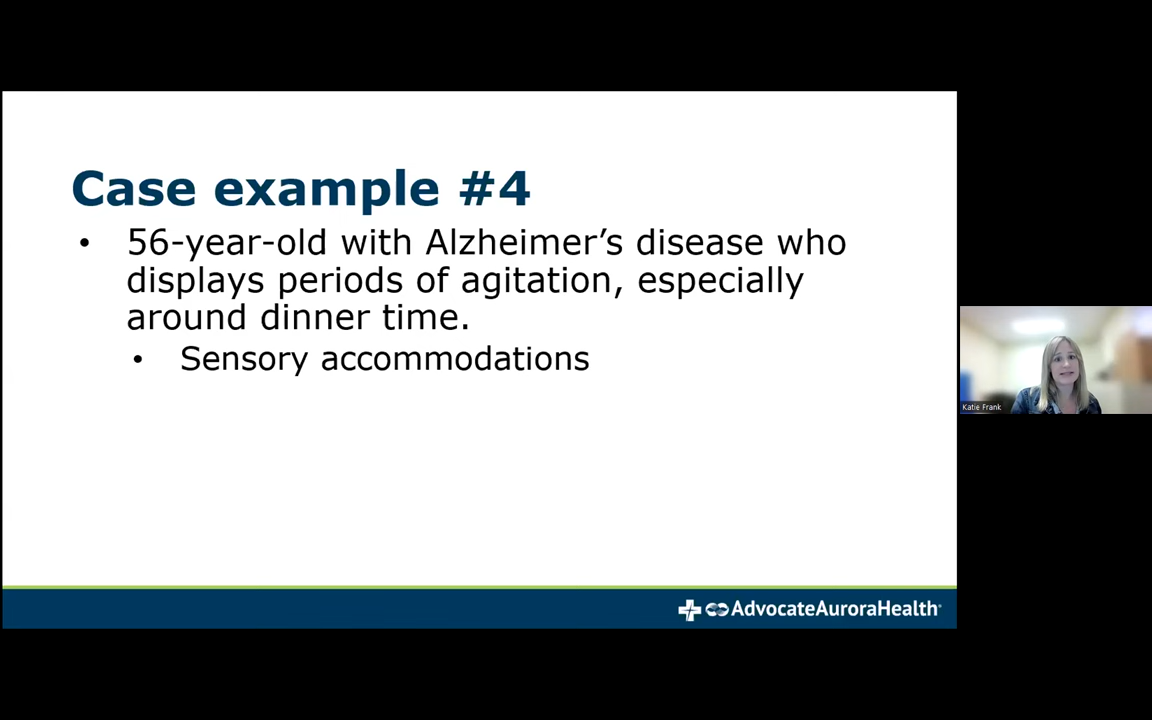 Case example #4
• 56-year-old with Alzheimer’s disease who
displays periods of agitation, especially
around dinner time.
• Sensory accommodations
AdvocateAuroraHealth®
Katie Frank